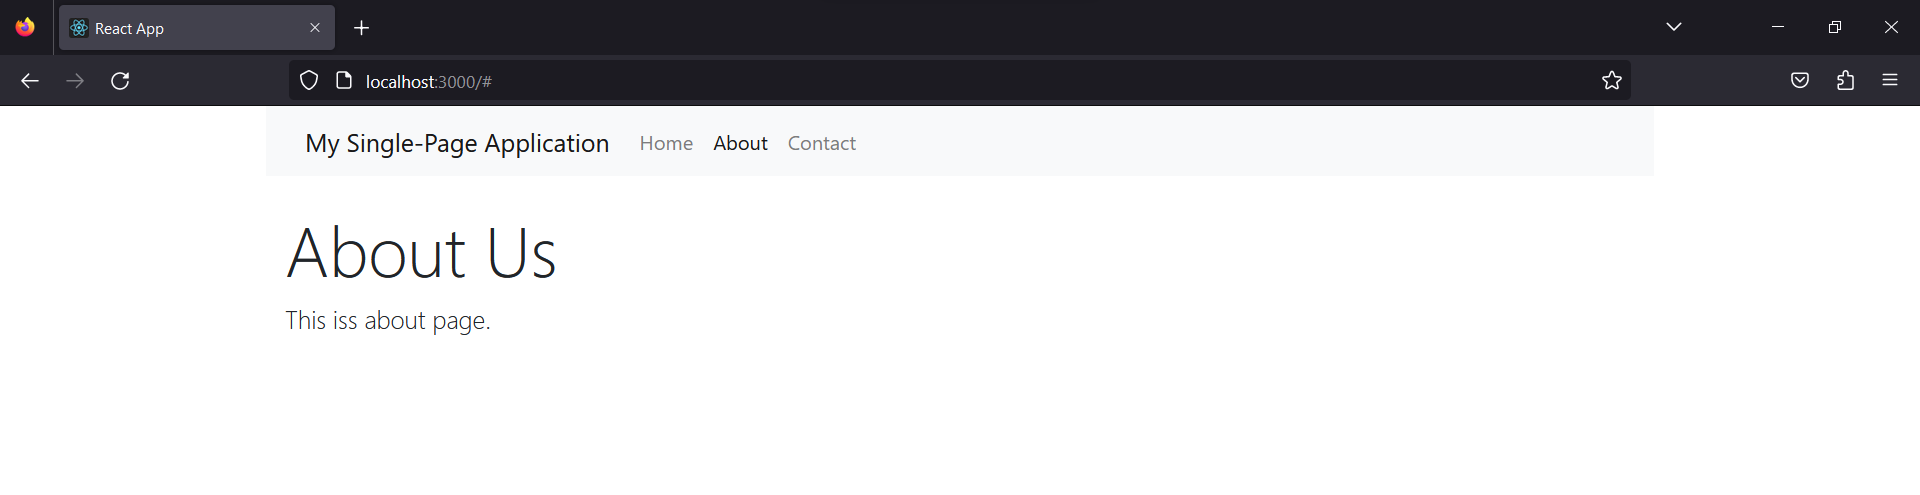 React App
localhost:3000/#
My Single-Page Application Home About Contact
About Us
This iss about page.